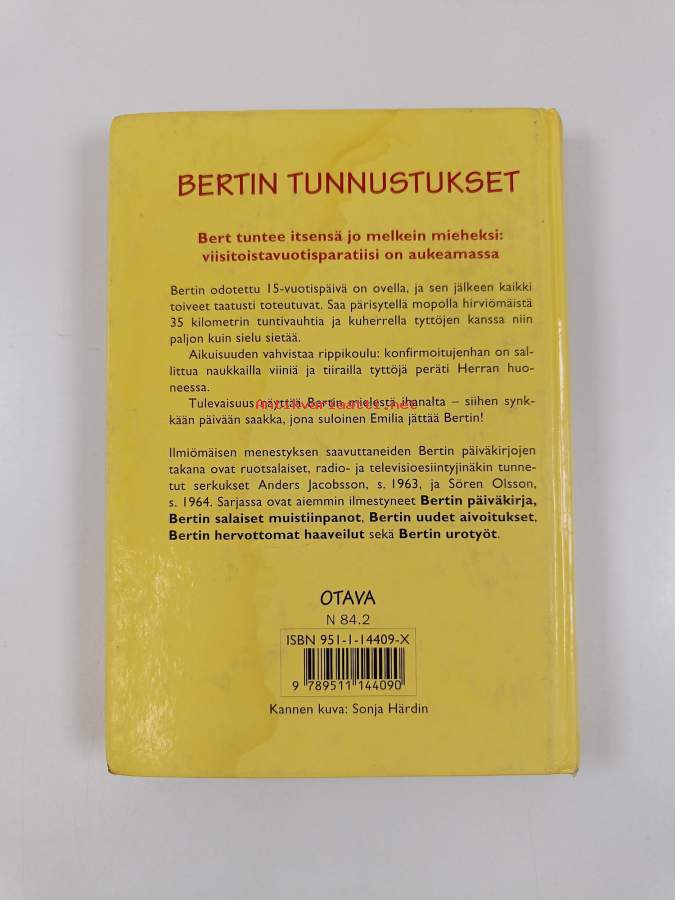 BERTIN TUNNUSTUKSET
Bert tuntee itsensä jo melkein mieheksi:
viisitoistavuotisparatiisi on aukeamassa
Bertin odotettu 15-vuotispäivä on ovella, ja sen jälkeen kaikki
toiveet taatusti toteutuvat. Saa päristellä mopolla hirviömäistä
35 kilometrin tuntivauhtia ja kuherrella tyttöjen kanssa niin
paljon kuin sielu sietää.
Aikuisuuden vahvistaa rippikoulu: konfirmoitujenhan on sal-
littua naukkailla viiniä ja tiirailla tyttöjä peräti Herran huo-
neessa.
Tulevaisuus näyttää Bertin mielestä ihanalta – siihen synk-
kään päivään saakka, jona suloinen Emilia jättää Bertin!
Antikvariaatti.net
Ilmiömäisen menestyksen saavuttaneiden Bertin päiväkirjojen
takana ovat ruotsalaiset, radio- ja televisioesiintyjinäkin tunne-
tut serkukset Anders Jacobsson, s. 1963, ja Sören Olsson,
s. 1964. Sarjassa ovat aiemmin ilmestyneet Bertin päiväkirja,
Bertin salaiset muistiinpanot, Bertin uudet aivoitukset,
Bertin hervottomat haaveilut sekä Bertin urotyöt.
OTAVA
N 84.2
ISBN 951-1-14409-X
9 789511 144090
Kannen kuva: Sonja Härdin